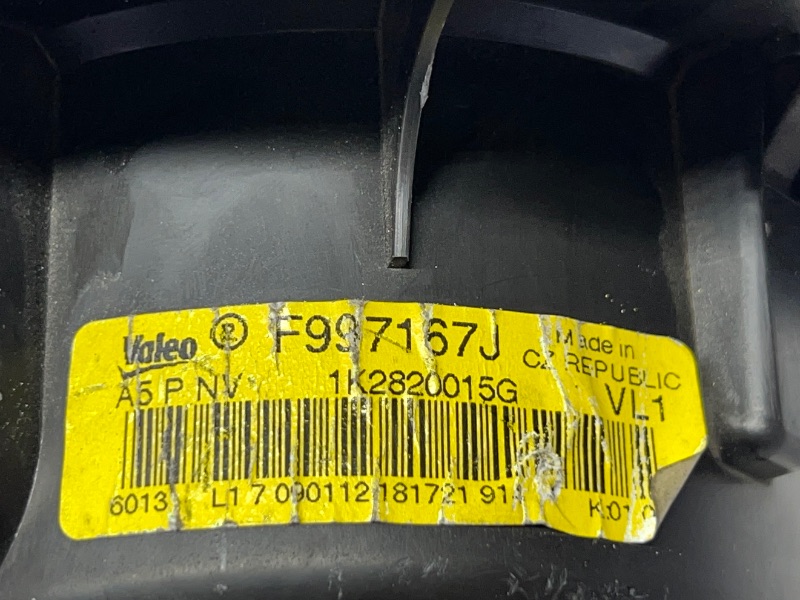 Valeo R F997167J Made in
CZ REPUBLIC
A5 P NV 1K2820015G VL1
6013 L1 7 090112 181721 91